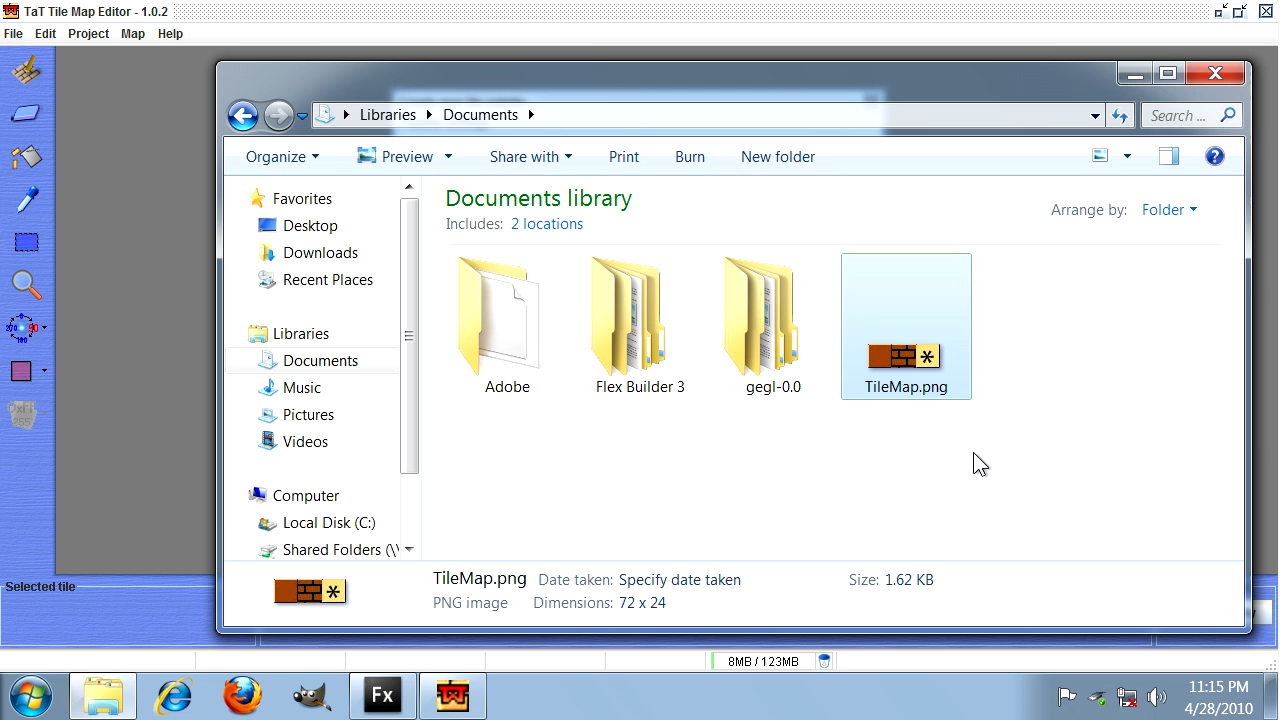 TaT Tile Map Editor - 1.0.2
File Edit Project Map Help
Libraries Documents Search ...
Organize Preview Share with Print Burn New folder
Favorites
Desktop
Downloads
Recent Places
Libraries
Documents
Music
Pictures
Videos
Computer
Local Disk (C:)
Shared Folders (\\
Documents library
Includes: 2 locations
Arrange by: Folder
Adobe
Flex Builder 3
gegl-0.0
TileMap.png
TileMap.png Date taken: Specify date taken Size: 1.62 KB
PNG image Dimensions: 72 x 24
Selected tile
8MB / 123MB
Fx
11:15 PM
4/28/2010